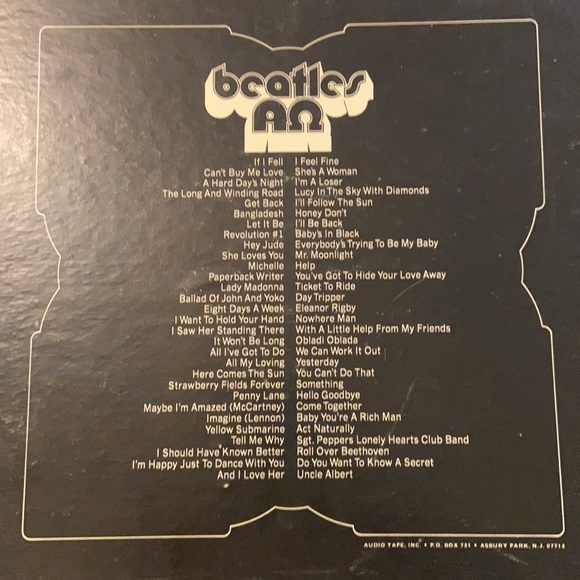 beatles
ΑΩ
If I Fell I Feel Fine
Can't Buy Me Love She's A Woman
A Hard Day's Night I'm A Loser
The Long And Winding Road Lucy In The Sky With Diamonds
Get Back I'll Follow The Sun
Bangladesh Honey Don't
Let It Be I'll Be Back
Revolution #1 Baby's In Black
Hey Jude Everybody's Trying To Be My Baby
She Loves You Mr. Moonlight
Michelle Help
Paperback Writer You've Got To Hide Your Love Away
Lady Madonna Ticket To Ride
Ballad Of John And Yoko Day Tripper
Eight Days A Week Eleanor Rigby
I Want To Hold Your Hand Nowhere Man
I Saw Her Standing There With A Little Help From My Friends
It Won't Be Long Obladi Oblada
All I've Got To Do We Can Work It Out
All My Loving Yesterday
Here Comes The Sun You Can't Do That
Strawberry Fields Forever Something
Penny Lane Hello Goodbye
Maybe I'm Amazed (McCartney) Come Together
Imagine (Lennon) Baby You're A Rich Man
Yellow Submarine Act Naturally
Tell Me Why Sgt. Peppers Lonely Hearts Club Band
I Should Have Known Better Roll Over Beethoven
I'm Happy Just To Dance With You Do You Want To Know A Secret
And I Love Her Uncle Albert
AUDIO TAPE, INC. • P.O. BOX 721 • ASBURY PARK, N.J. 07712